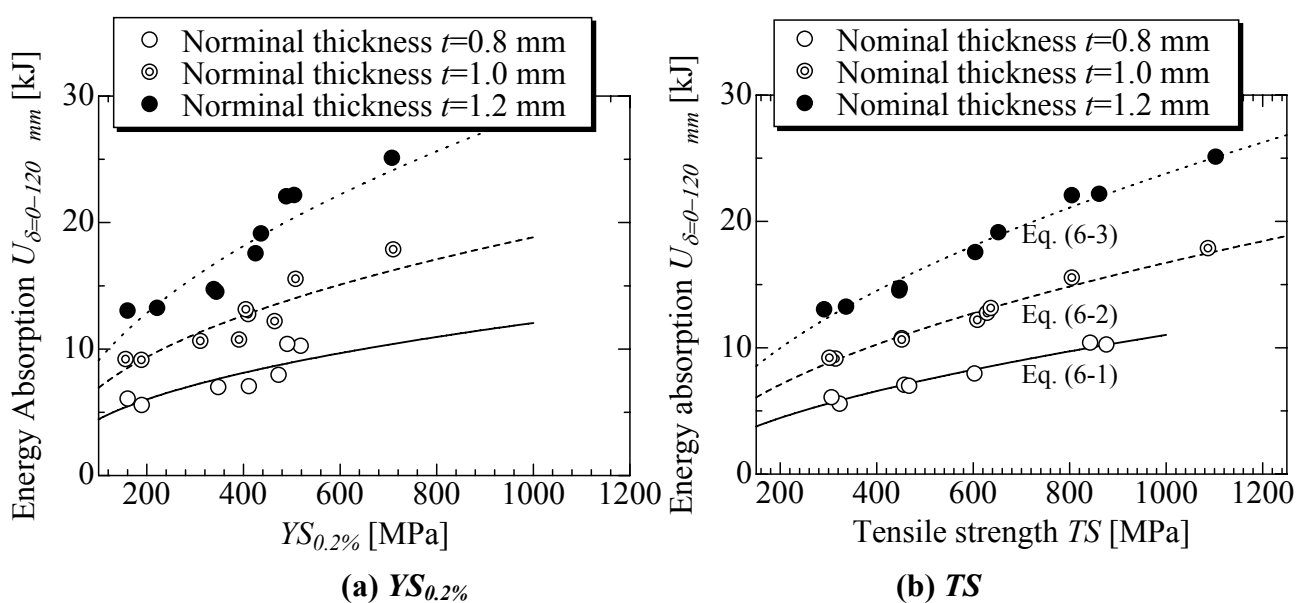 Norminal thickness t=0.8 mm
Norminal thickness t=1.0 mm
Norminal thickness t=1.2 mm
Energy Absorption Uδ=0–120 mm [kJ]
30
20
10
0
200 400 600 800 1000 1200
YS0.2% [MPa]
(a) YS0.2%
Nominal thickness t=0.8 mm
Nominal thickness t=1.0 mm
Nominal thickness t=1.2 mm
Energy absorption Uδ=0–120 mm [kJ]
30
20
10
0
Eq. (6-3)
Eq. (6-2)
Eq. (6-1)
200 400 600 800 1000 1200
Tensile strength TS [MPa]
(b) TS